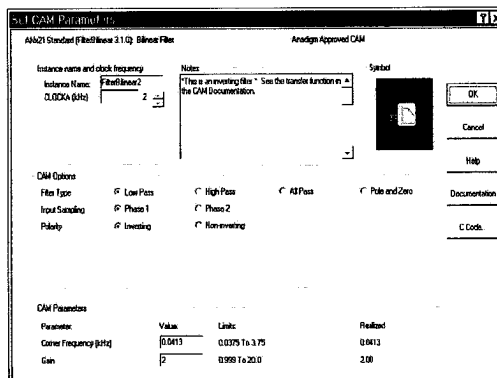 Set CAM Parameters
ANx21 Standard (FilterBilinear 3.1.0): Bilinear Filter
Anadigm Approved CAM
Instance name and clock frequency
Notes:
Symbol
Instance Name: FilterBilinear2
CLOCKA (kHz) 2
*This is an inverting filter.* See the transfer function in the CAM Documentation.
OK
Cancel
Help
Documentation
C Code...
CAM Options
Filter Type Low Pass High Pass All Pass Pole and Zero
Input Sampling Phase 1 Phase 2
Polarity Inverting Non-inverting
CAM Parameters
Parameter Value: Limits: Realized
Corner Frequency (kHz) 0.0413 0.0375 To 3.75 0.0413
Gain 2 0.999 To 20.0 2.00